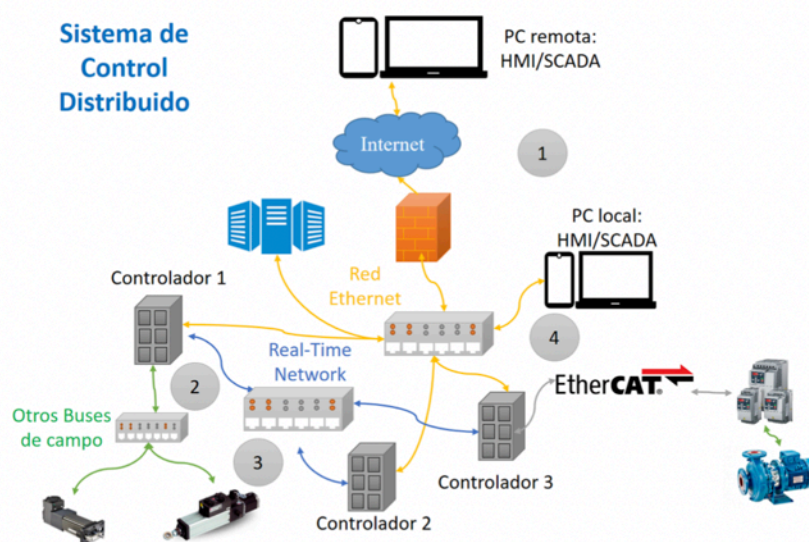 Sistema de
Control
Distribuido
PC remota:
HMI/SCADA
Internet
1
PC local:
HMI/SCADA
Red
Ethernet
Controlador 1
4
Real-Time
Network
2
EtherCAT®
Otros Buses
de campo
3
Controlador 3
Controlador 2